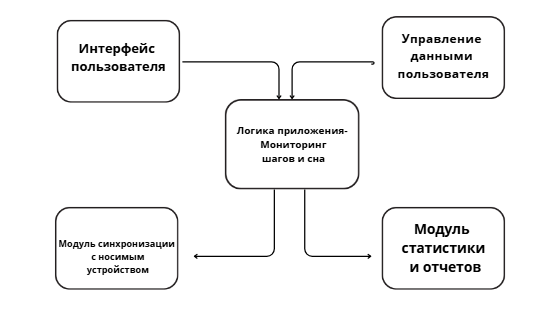 Интерфейс
пользователя
Управление
данными
пользователя
Логика приложения-
Мониторинг
шагов и сна
Модуль синхронизации
с носимым
устройством
Модуль
статистики
и отчетов